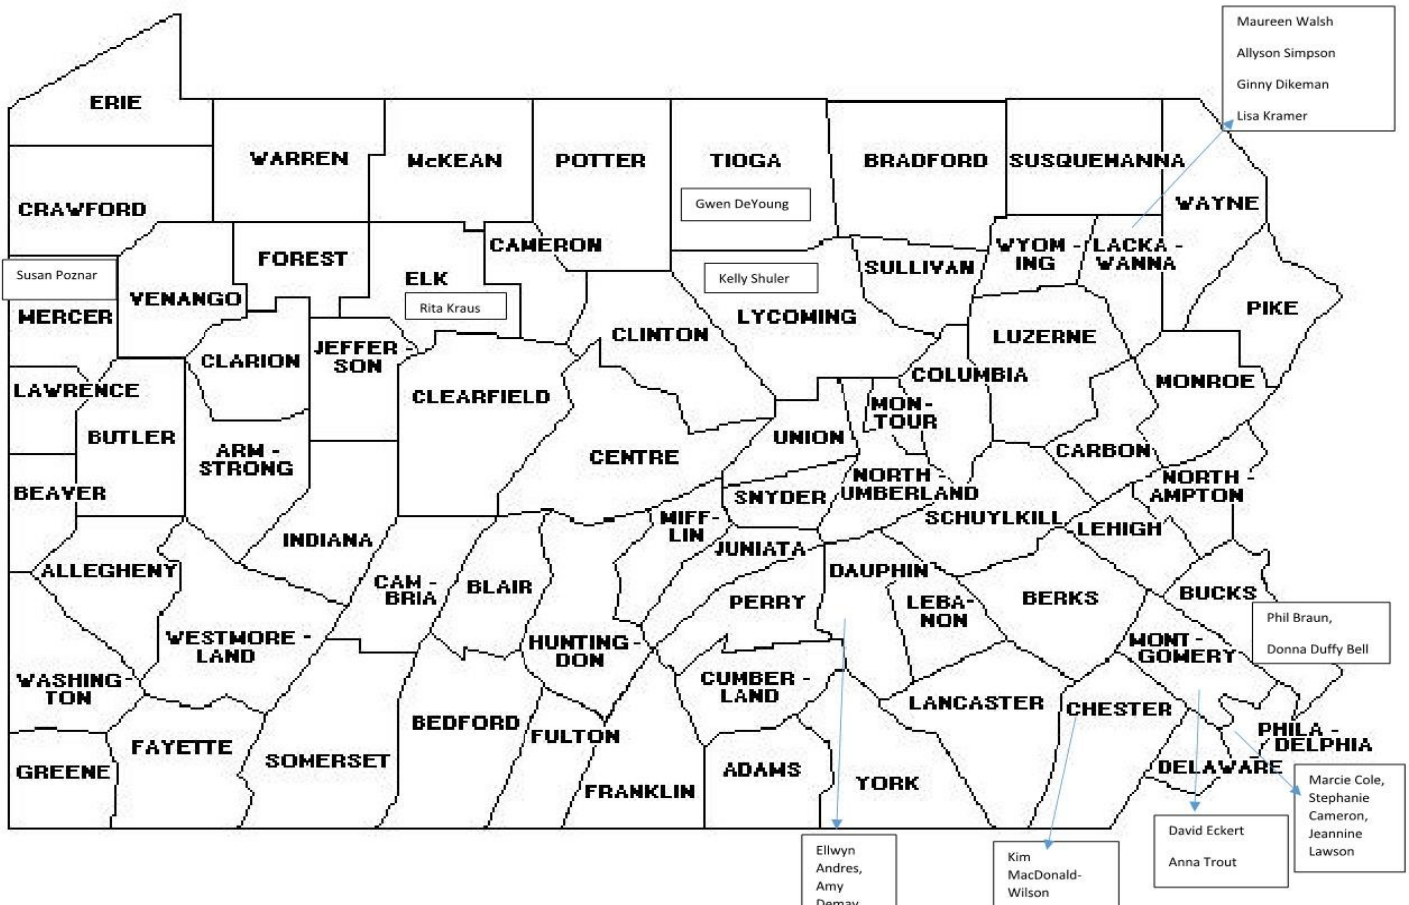 Maureen Walsh
Allyson Simpson
Ginny Dikeman
Lisa Kramer
ERIE
WARREN
McKEAN
POTTER
TIOGA
BRADFORD
SUSQUEHANNA
CRAWFORD
Gwen DeYoung
WAYNE
FOREST
CAMERON
WYOM -
ING
LACKA -
WANNA
Susan Poznar
ELK
Kelly Shuler
SULLIVAN
VENANGO
Rita Kraus
MERCER
LYCOMING
PIKE
CLINTON
LUZERNE
CLARION
JEFFER -
SON
COLUMBIA
MONROE
LAWRENCE
CLEARFIELD
MON-
TOUR
BUTLER
UNION
ARM -
STRONG
CENTRE
CARBON
BEAVER
SNYDER
NORTH
UMBERLAND
NORTH -
AMPTON
SCHUYLKILL
MIFF-
LIN
LEHIGH
INDIANA
JUNIATA
ALLEGHENY
DAUPHIN
CAM -
BRIA
BLAIR
PERRY
LEBA-
NON
BERKS
BUCKS
Phil Braun,
Donna Duffy Bell
WESTMORE -
LAND
HUNTING-
DON
MONT -
GOMERY
WASHING-
TON
CUMBER -
LAND
LANCASTER
CHESTER
BEDFORD
FULTON
PHILA -
DELPHIA
FAYETTE
SOMERSET
GREENE
ADAMS
DELAWARE
FRANKLIN
YORK
Marcie Cole,
Stephanie
Cameron,
Jeannine
Lawson
David Eckert
Anna Trout
Ellwyn
Andres,
Amy
Demay
Kim
MacDonald-
Wilson